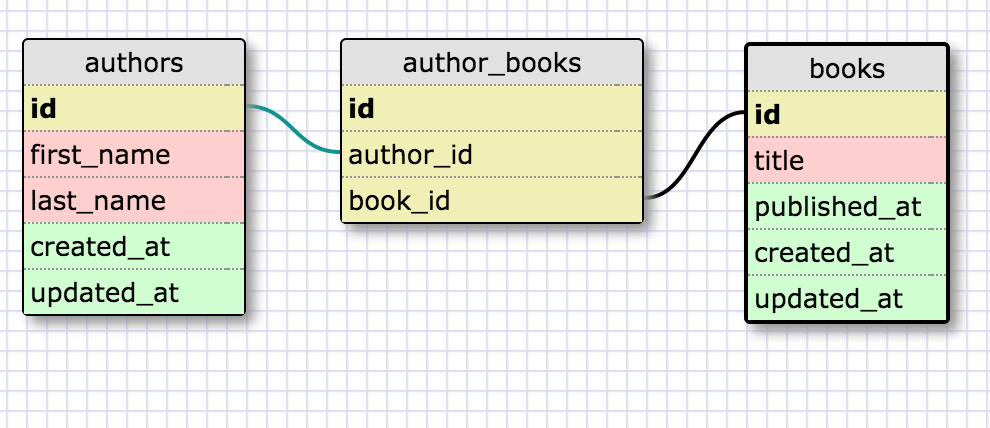 authors
id
first_name
last_name
created_at
updated_at
author_books
id
author_id
book_id
books
id
title
published_at
created_at
updated_at